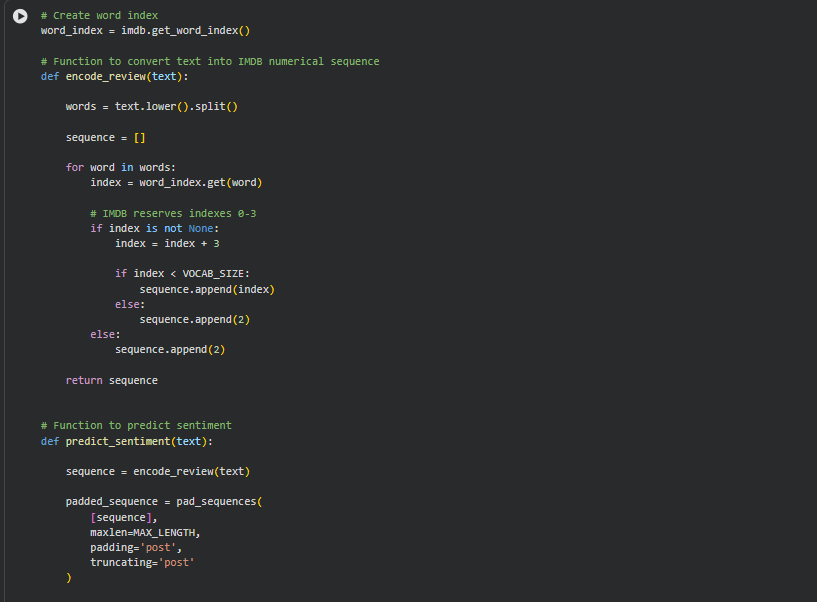 # Create word index
word_index = imdb.get_word_index()
# Function to convert text into IMDB numerical sequence
def encode_review(text):
    words = text.lower().split()
    sequence = []
    for word in words:
        index = word_index.get(word)
        # IMDB reserves indexes 0-3
        if index is not None:
            index = index + 3
            if index < VOCAB_SIZE:
                sequence.append(index)
            else:
                sequence.append(2)
        else:
            sequence.append(2)
    return sequence
# Function to predict sentiment
def predict_sentiment(text):
    sequence = encode_review(text)
    padded_sequence = pad_sequences(
        [sequence],
        maxlen=MAX_LENGTH,
        padding='post',
        truncating='post'
    )